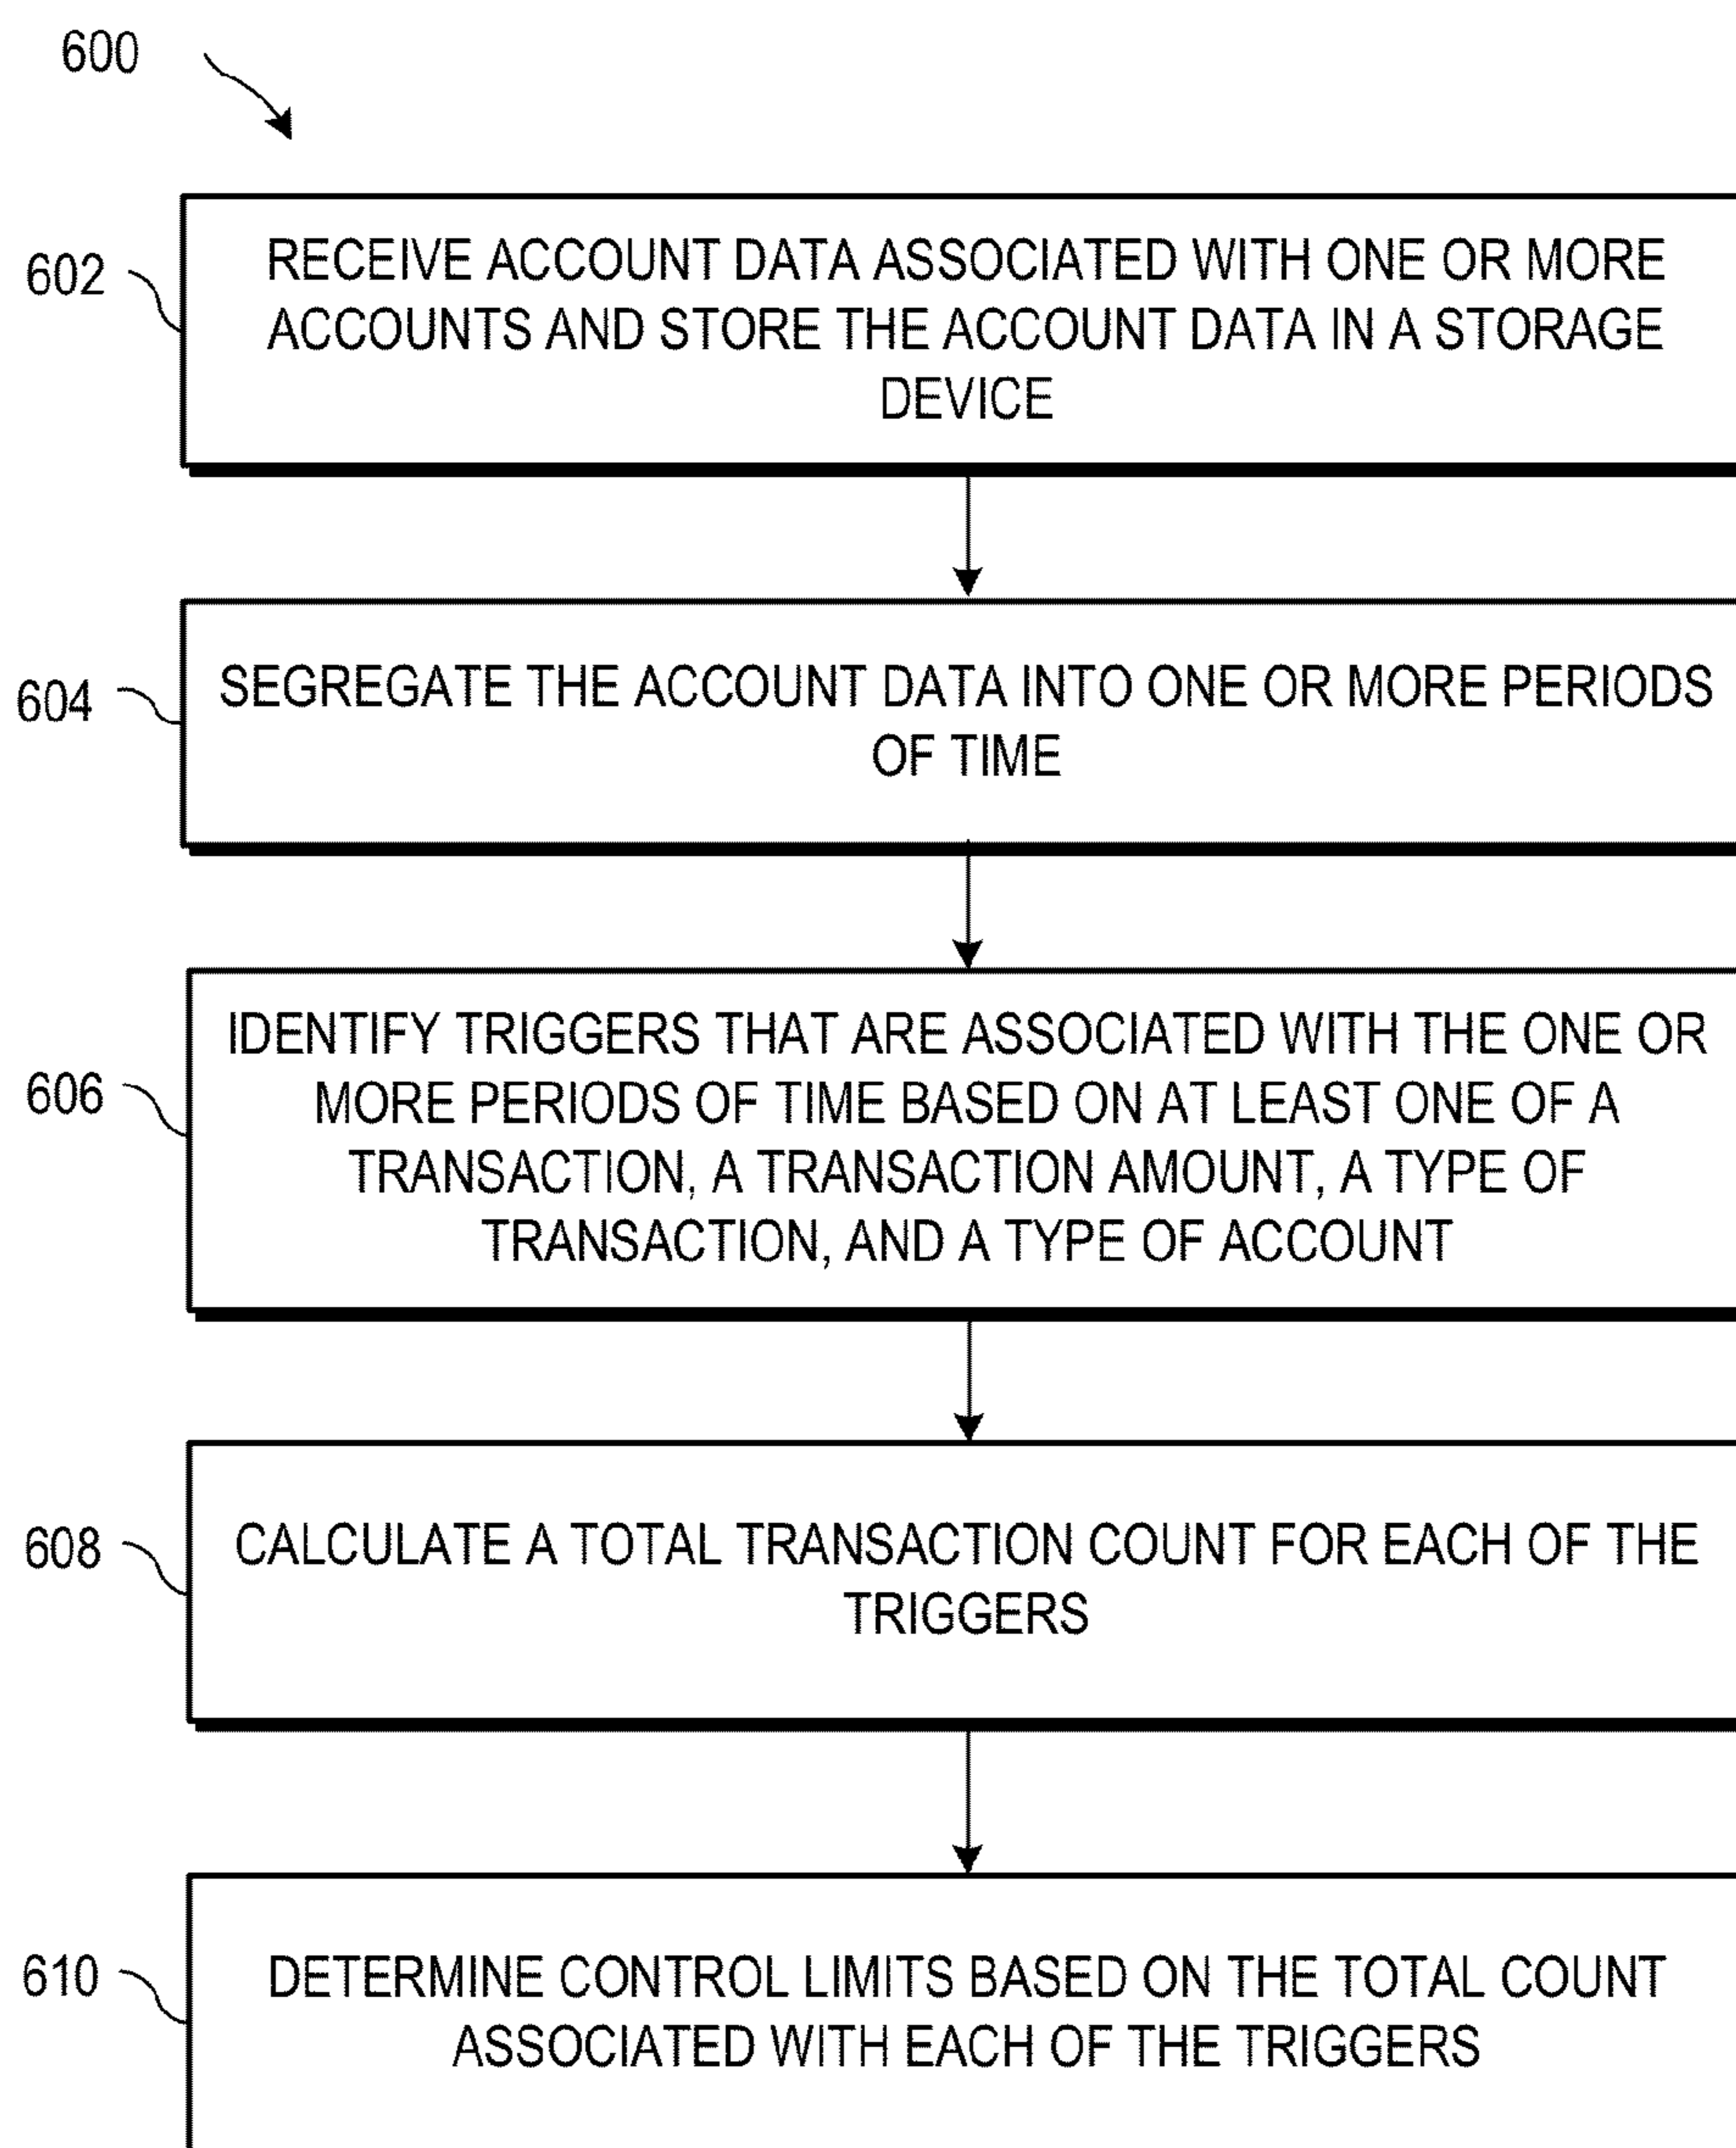 600
602
RECEIVE ACCOUNT DATA ASSOCIATED WITH ONE OR MORE
ACCOUNTS AND STORE THE ACCOUNT DATA IN A STORAGE
DEVICE
604
SEGREGATE THE ACCOUNT DATA INTO ONE OR MORE PERIODS
OF TIME
606
IDENTIFY TRIGGERS THAT ARE ASSOCIATED WITH THE ONE OR
MORE PERIODS OF TIME BASED ON AT LEAST ONE OF A
TRANSACTION, A TRANSACTION AMOUNT, A TYPE OF
TRANSACTION, AND A TYPE OF ACCOUNT
608
CALCULATE A TOTAL TRANSACTION COUNT FOR EACH OF THE
TRIGGERS
610
DETERMINE CONTROL LIMITS BASED ON THE TOTAL COUNT
ASSOCIATED WITH EACH OF THE TRIGGERS